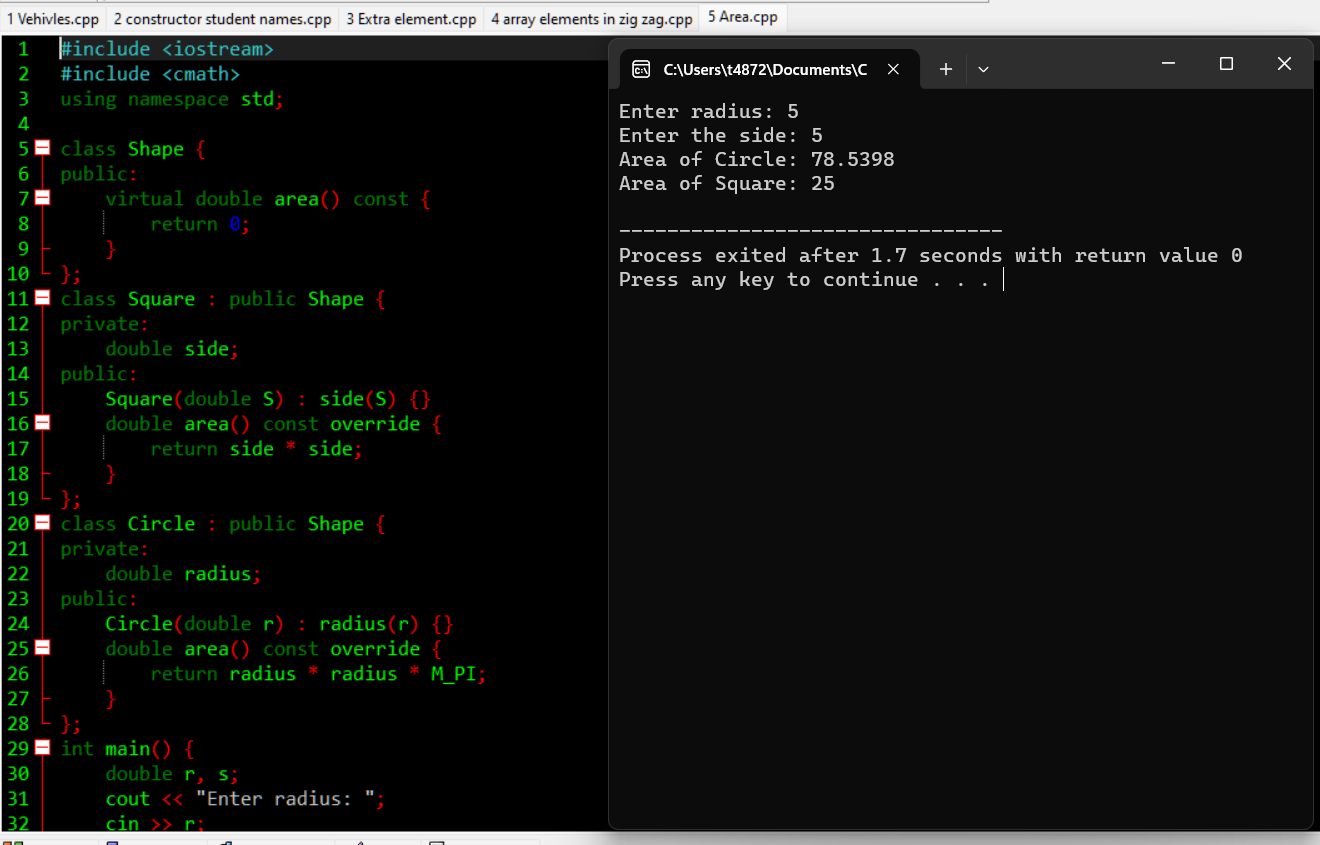 1 Vehivles.cpp 2 constructor student names.cpp 3 Extra element.cpp 4 array elements in zig zag.cpp 5 Area.cpp
1 #include <iostream>
2 #include <cmath>
3 using namespace std;
4
5 class Shape {
6 public:
7 virtual double area() const {
8 return 0;
9 }
10 };
11 class Square : public Shape {
12 private:
13 double side;
14 public:
15 Square(double S) : side(S) {}
16 double area() const override {
17 return side * side;
18 }
19 };
20 class Circle : public Shape {
21 private:
22 double radius;
23 public:
24 Circle(double r) : radius(r) {}
25 double area() const override {
26 return radius * radius * M_PI;
27 }
28 };
29 int main() {
30 double r, s;
31 cout << "Enter radius: ";
32 cin >> r;
C:\Users\t4872\Documents\C
Enter radius: 5
Enter the side: 5
Area of Circle: 78.5398
Area of Square: 25
--------------------------------
Process exited after 1.7 seconds with return value 0
Press any key to continue . . .